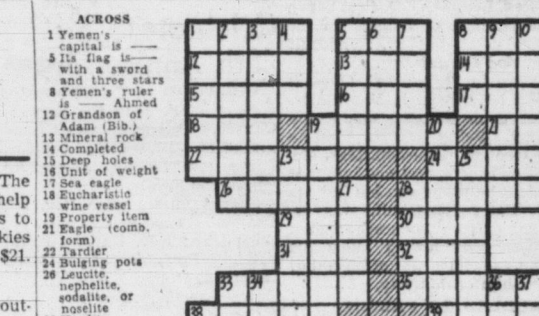 ACROSS
1 Yemen's
capital is —
5 Its flag is—
with a sword
and three stars
8 Yemen's ruler
is — Ahmed
12 Grandson of
Adam (Bib.)
13 Mineral rock
14 Completed
15 Deep holes
16 Unit of weight
17 Sea eagle
18 Eucharistic
wine vessel
19 Property item
21 Eagle (comb.
form)
22 Tardier
24 Bulging pots
26 Leucite,
nephelite,
sodalite, or
noselite
The
help
s to
kies
$21.
out-
1 2 3 4 5 6 7 8 9 10
12 13 14
15 16 17
18 19 20 21
22 23 24 25
26 27 28
29 30
31 32
33 34 35 36 37
38 39